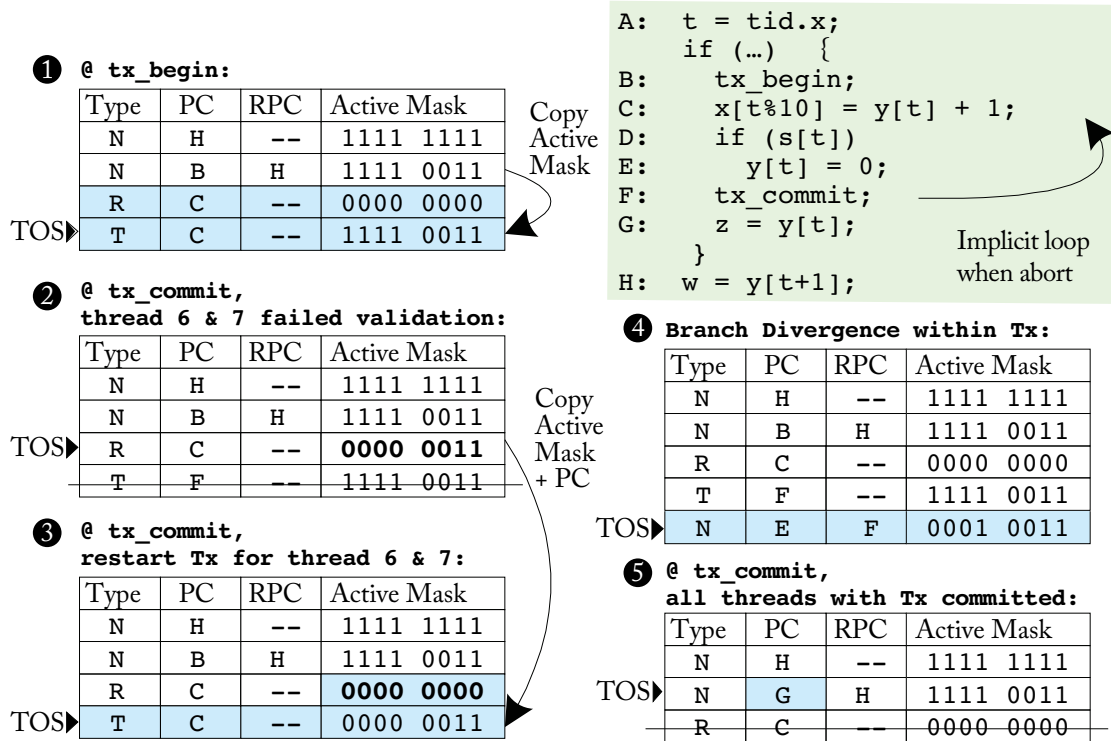 ❶ @ tx_begin:
Type PC RPC Active Mask
N H -- 1111 1111
N B H 1111 0011
R C -- 0000 0000
TOS T C -- 1111 0011
Copy
Active
Mask
❷ @ tx_commit,
thread 6 & 7 failed validation:
Type PC RPC Active Mask
N H -- 1111 1111
N B H 1111 0011
TOS R C -- 0000 0011
T F -- 1111 0011
Copy
Active
Mask
+ PC
❸ @ tx_commit,
restart Tx for thread 6 & 7:
Type PC RPC Active Mask
N H -- 1111 1111
N B H 1111 0011
R C -- 0000 0000
TOS T C -- 0000 0011
A: t = tid.x;
if (…) {
B: tx_begin;
C: x[t%10] = y[t] + 1;
D: if (s[t])
E: y[t] = 0;
F: tx_commit;
G: z = y[t];
}
H: w = y[t+1];
Implicit loop
when abort
❹ Branch Divergence within Tx:
Type PC RPC Active Mask
N H -- 1111 1111
N B H 1111 0011
R C -- 0000 0000
T F -- 1111 0011
TOS N E F 0001 0011
❺ @ tx_commit,
all threads with Tx committed:
Type PC RPC Active Mask
N H -- 1111 1111
TOS N G H 1111 0011
R C -- 0000 0000